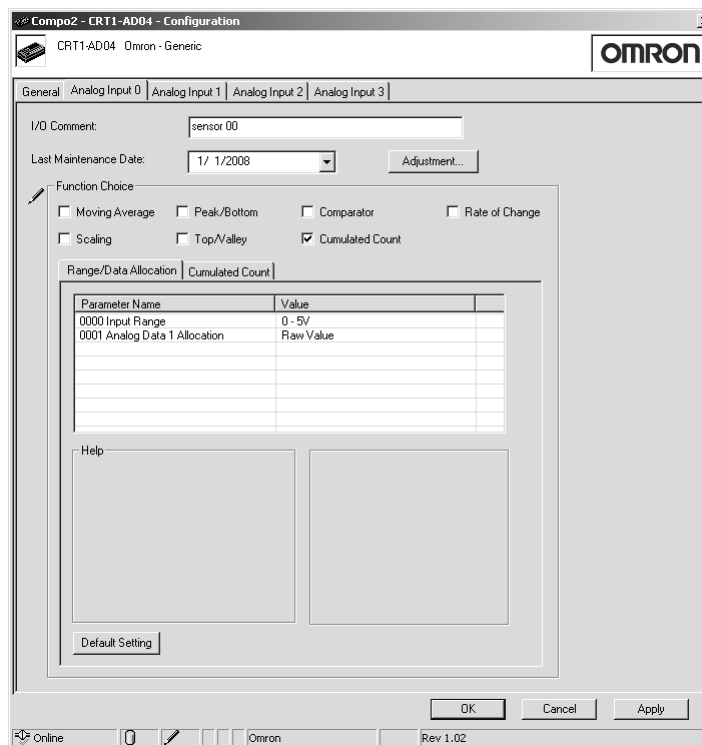 Compo2 - CRT1-AD04 - Configuration
CRT1-AD04 Omron - Generic
OMRON
General
Analog Input 0
Analog Input 1
Analog Input 2
Analog Input 3
I/O Comment:
sensor 00
Last Maintenance Date:
1/ 1/2008
Adjustment...
Function Choice
Moving Average
Peak/Bottom
Comparator
Rate of Change
Scaling
Top/Valley
Cumulated Count
Range/Data Allocation
Cumulated Count
Parameter Name Value
0000 Input Range 0 - 5V
0001 Analog Data 1 Allocation Raw Value
Help
Default Setting
OK
Cancel
Apply
Online
Omron
Rev 1.02